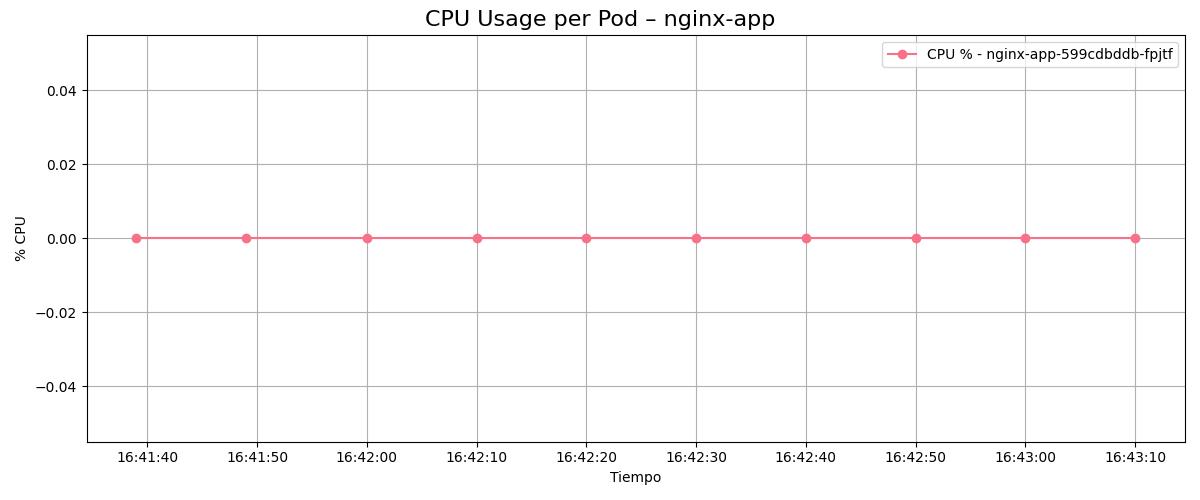 CPU Usage per Pod – nginx-app
CPU % - nginx-app-599cdbddb-fpjtf
% CPU
0.04
0.02
0.00
−0.02
−0.04
16:41:40 16:41:50 16:42:00 16:42:10 16:42:20 16:42:30 16:42:40 16:42:50 16:43:00 16:43:10
Tiempo